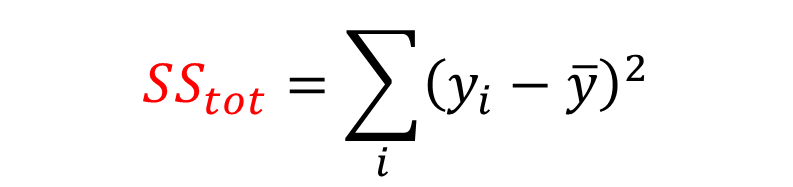 SS_tot = ∑_i (y_i − ȳ)²